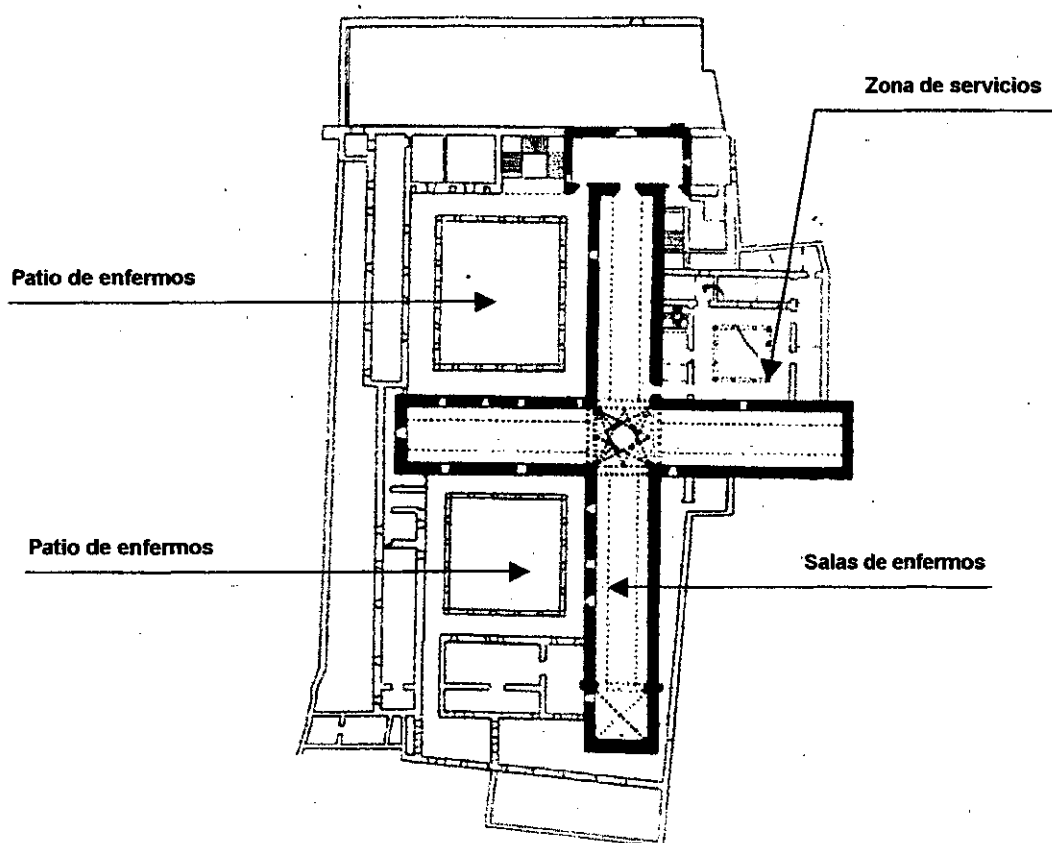 Zona de servicios
Patio de enfermos
Patio de enfermos
Salas de enfermos